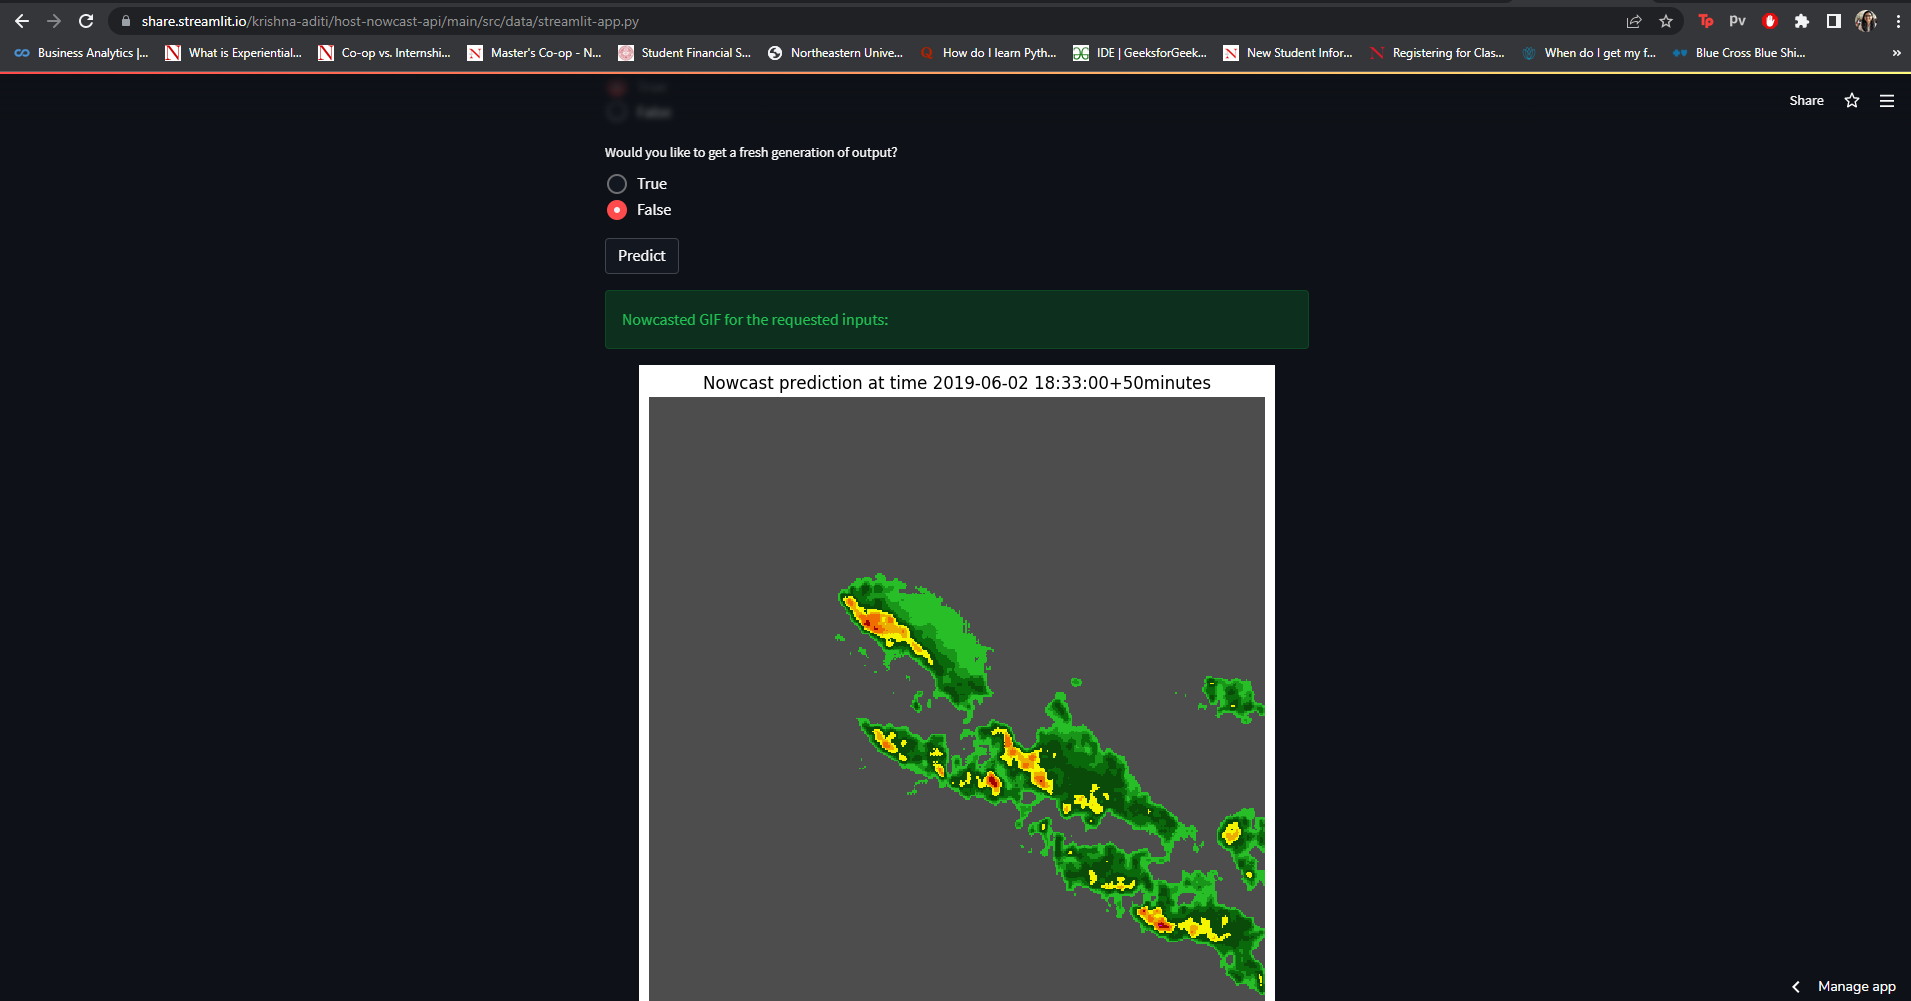 share.streamlit.io/krishna-aditi/host-nowcast-api/main/src/data/streamlit-app.py
Tp
pv
Business Analytics |...
What is Experiential...
Co-op vs. Internshi...
Master's Co-op - N...
Student Financial S...
Northeastern Unive...
How do I learn Pyth...
IDE | GeeksforGeek...
New Student Infor...
Registering for Clas...
When do I get my f...
Blue Cross Blue Shi...
»
Share
False
Would you like to get a fresh generation of output?
True
False
Predict
Nowcasted GIF for the requested inputs:
Nowcast prediction at time 2019-06-02 18:33:00+50minutes
Manage app